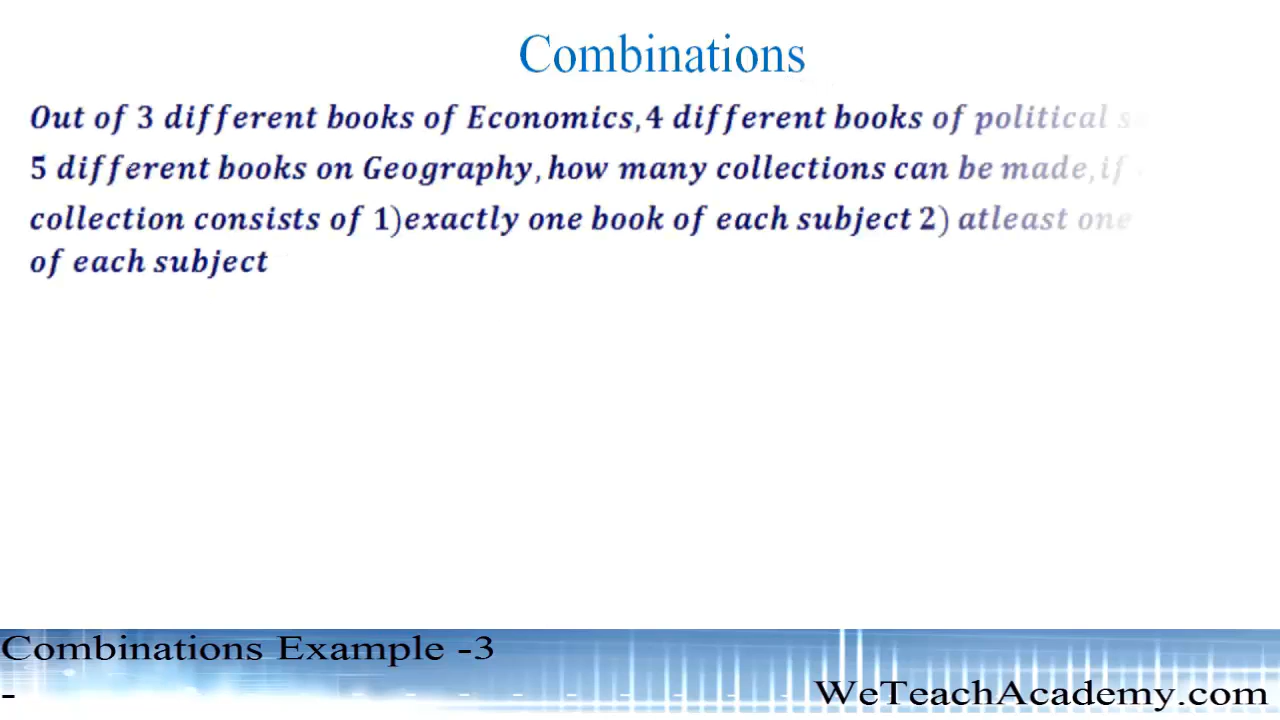 Combinations
Out of 3 different books of Economics, 4 different books of political
5 different books on Geography, how many collections can be made, if
collection consists of 1) exactly one book of each subject 2) atleast one
of each subject
Combinations Example -3
-
WeTeachAcademy.com